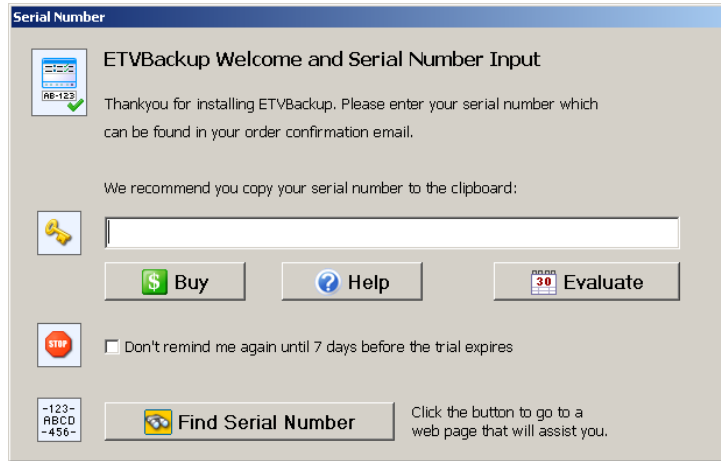 Serial Number
ETVBackup Welcome and Serial Number Input
AB-123
Thankyou for installing ETVBackup. Please enter your serial number which
can be found in your order confirmation email.
We recommend you copy your serial number to the clipboard:
$ Buy
? Help
30 Evaluate
STOP
Don't remind me again until 7 days before the trial expires
-123-
ABCD
-456-
Find Serial Number
Click the button to go to a
web page that will assist you.